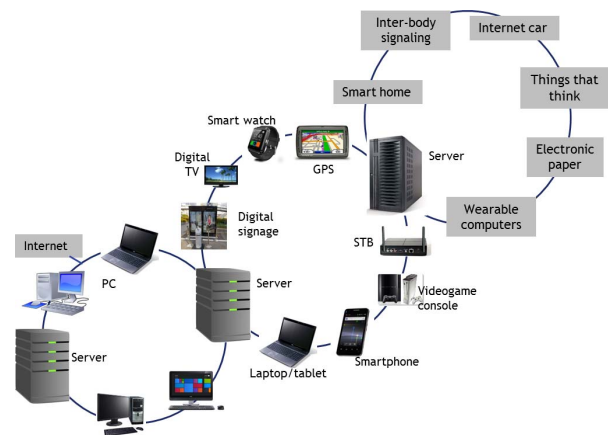 Inter-body
signaling
Internet car
Smart home
Things that
think
Smart watch
Server
Electronic
paper
Digital
TV
GPS
Wearable
computers
Digital
signage
STB
Internet
PC
Server
Videogame
console
Server
Laptop/tablet
Smartphone